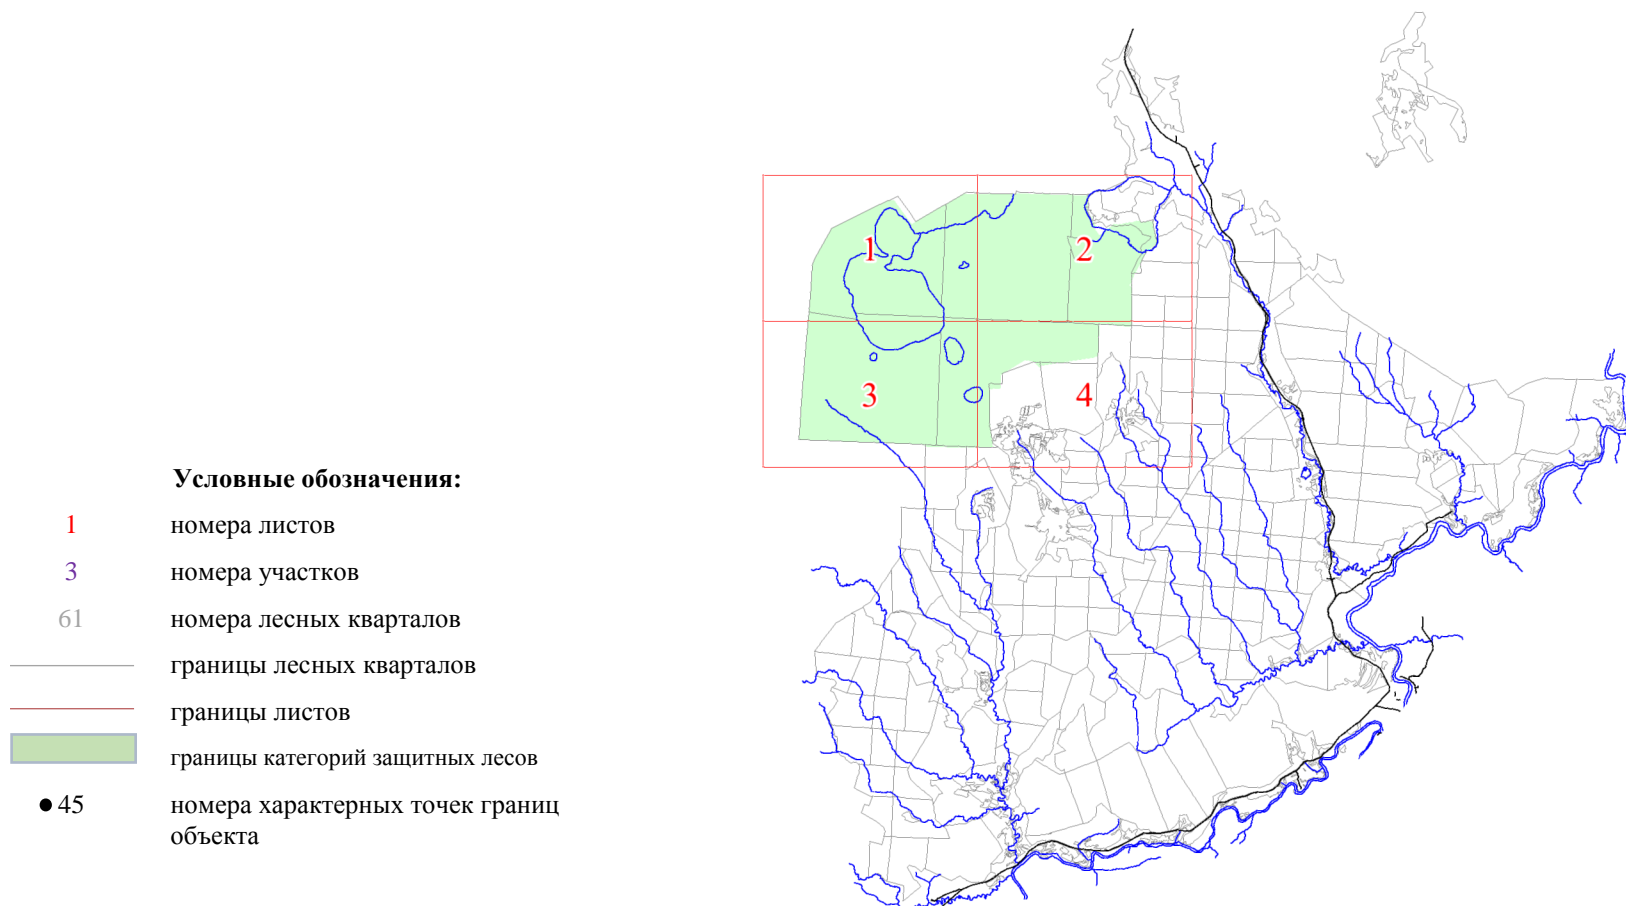 Условные обозначения:
1 номера листов
3 номера участков
61 номера лесных кварталов
границы лесных кварталов
границы листов
границы категорий защитных лесов
45 номера характерных точек границ
объекта
1
2
3
4